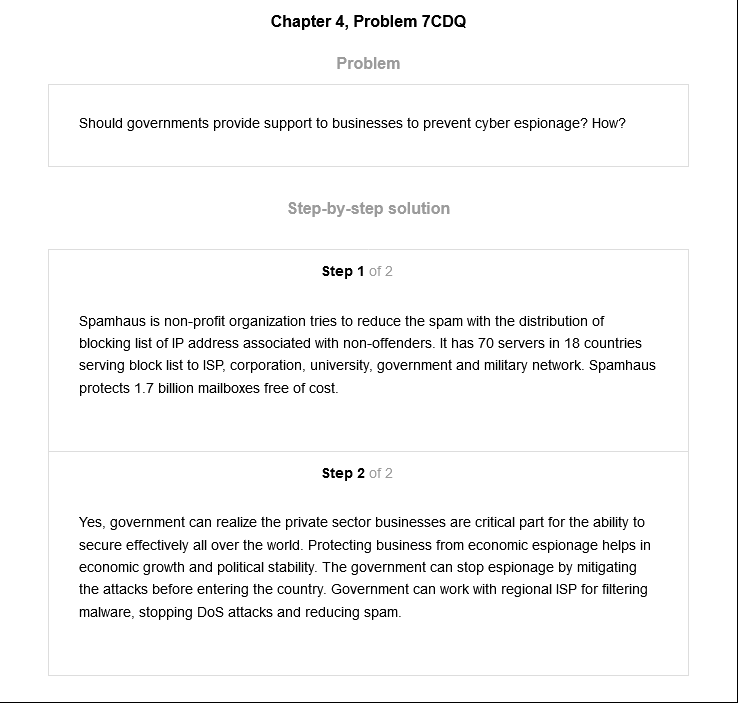 Chapter 4, Problem 7CDQ
Problem
Should governments provide support to businesses to prevent cyber espionage? How?
Step-by-step solution
Step 1 of 2
Spamhaus is non-profit organization tries to reduce the spam with the distribution of
blocking list of IP address associated with non-offenders. It has 70 servers in 18 countries
serving block list to ISP, corporation, university, government and military network. Spamhaus
protects 1.7 billion mailboxes free of cost.
Step 2 of 2
Yes, government can realize the private sector businesses are critical part for the ability to
secure effectively all over the world. Protecting business from economic espionage helps in
economic growth and political stability. The government can stop espionage by mitigating
the attacks before entering the country. Government can work with regional ISP for filtering
malware, stopping DoS attacks and reducing spam.